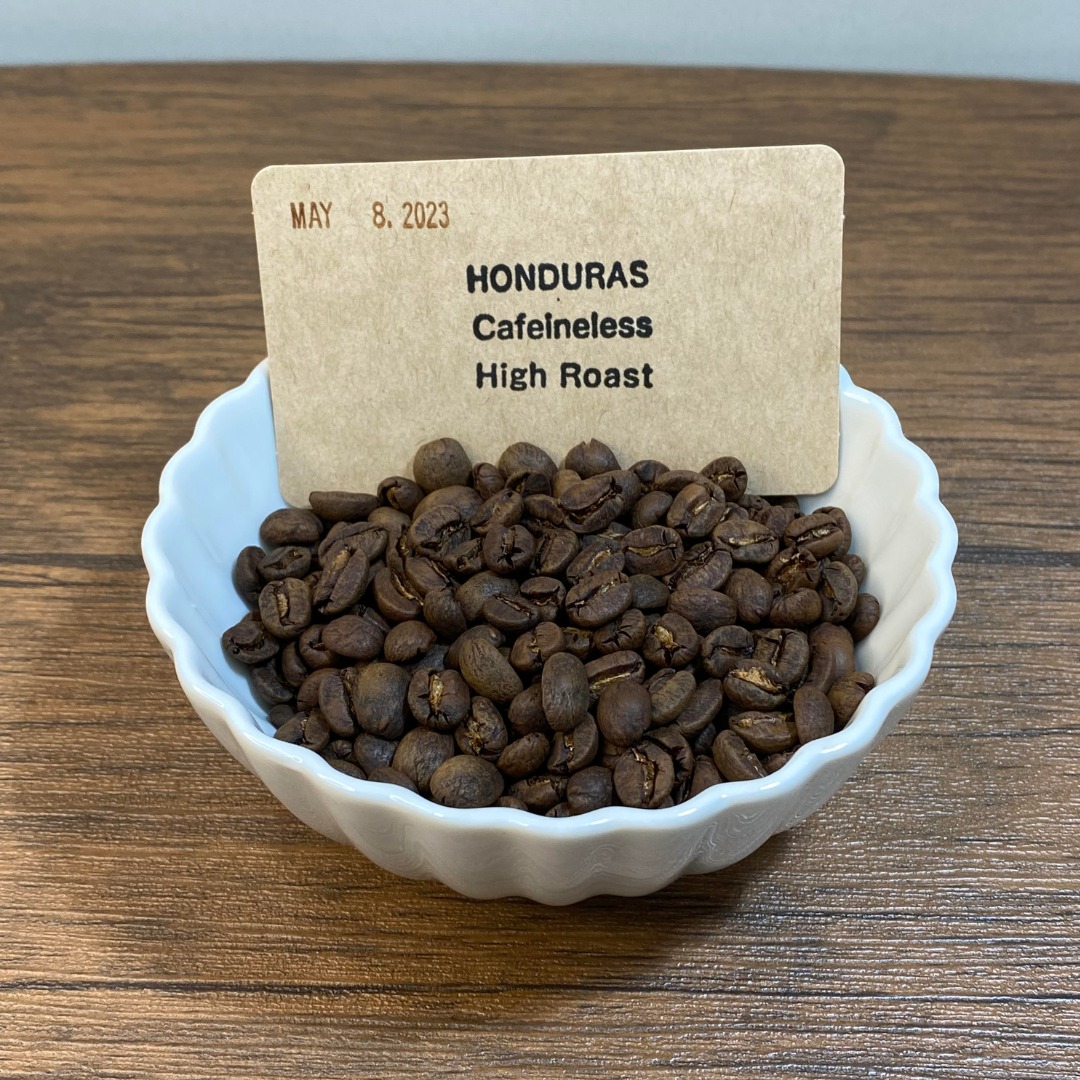 MAY 8. 2023
HONDURAS
Cafeineless
High Roast